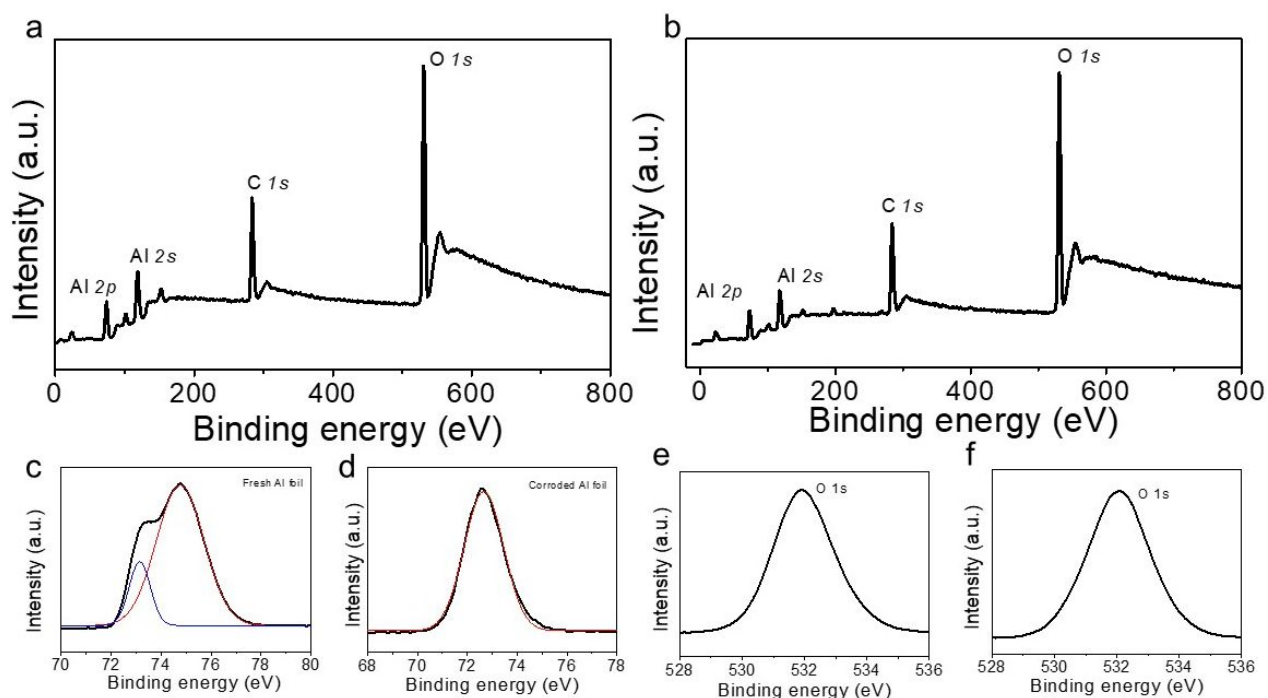 a
O 1s
C 1s
Al 2s
Al 2p
Intensity (a.u.)
0 200 400 600 800
Binding energy (eV)
b
O 1s
C 1s
Al 2s
Al 2p
Intensity (a.u.)
0 200 400 600 800
Binding energy (eV)
c
Fresh Al foil
Intensity (a.u.)
70 72 74 76 78 80
Binding energy (eV)
d
Corroded Al foil
Intensity (a.u.)
68 70 72 74 76 78
Binding energy (eV)
e
O 1s
Intensity (a.u.)
528 530 532 534 536
Binding energy (eV)
f
O 1s
Intensity (a.u.)
528 530 532 534 536
Binding energy (eV)